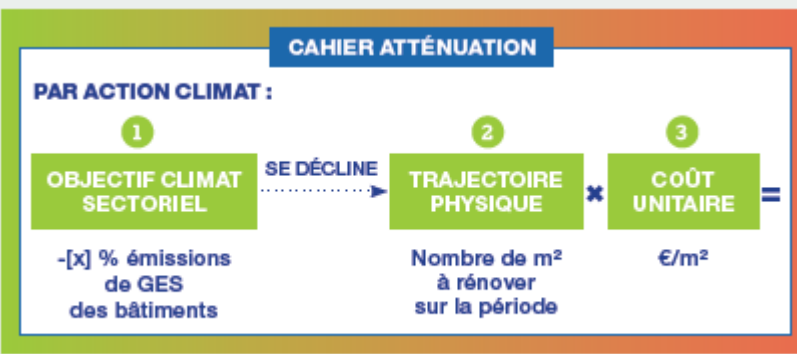 CAHIER ATTÉNUATION
PAR ACTION CLIMAT :
1
2
3
OBJECTIF CLIMAT
SECTORIEL
SE DÉCLINE
TRAJECTOIRE
PHYSIQUE
×
COÛT
UNITAIRE
=
-[x] % émissions
de GES
des bâtiments
Nombre de m²
à rénover
sur la période
€/m²